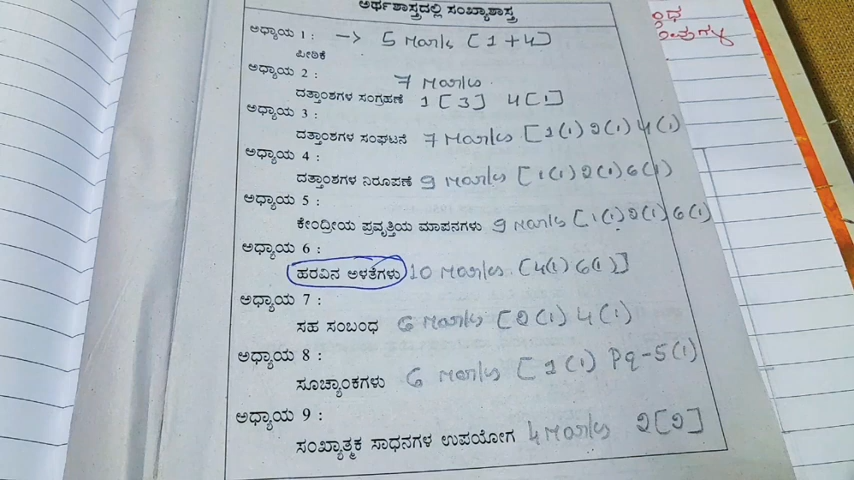 ಅರ್ಥಶಾಸ್ತ್ರದಲ್ಲಿ ಸಂಖ್ಯಾಶಾಸ್ತ್ರ
ಅಧ್ಯಾಯ 1 : -> 5 Marks [1+4]
ಪೀಠಿಕೆ
ಅಧ್ಯಾಯ 2 : 7 Marks.
ದತ್ತಾಂಶಗಳ ಸಂಗ್ರಹಣೆ 1[3] 4[1]
ಅಧ್ಯಾಯ 3 :
ದತ್ತಾಂಶಗಳ ಸಂಘಟನೆ 7 Marks [1(1) 2(1) 4(1)
ಅಧ್ಯಾಯ 4 :
ದತ್ತಾಂಶಗಳ ನಿರೂಪಣೆ 9 Marks [1(1) 2(1) 6(1)
ಅಧ್ಯಾಯ 5 :
ಕೇಂದ್ರೀಯ ಪ್ರವೃತ್ತಿಯ ಮಾಪನಗಳು 9 Marks [1(1) 2(1) 6(1)
ಅಧ್ಯಾಯ 6 :
ಹರವಿನ ಅಳತೆಗಳು 10 Marks [4(1) 6(1)]
ಅಧ್ಯಾಯ 7 :
ಸಹ ಸಂಬಂಧ 6 Marks [2(1) 4(1)
ಅಧ್ಯಾಯ 8 :
ಸೂಚ್ಯಾಂಕಗಳು 6 Marks [1(1) Pq-5(1)
ಅಧ್ಯಾಯ 9 :
ಸಂಖ್ಯಾತ್ಮಕ ಸಾಧನಗಳ ಉಪಯೋಗ 4 Marks 2[2]